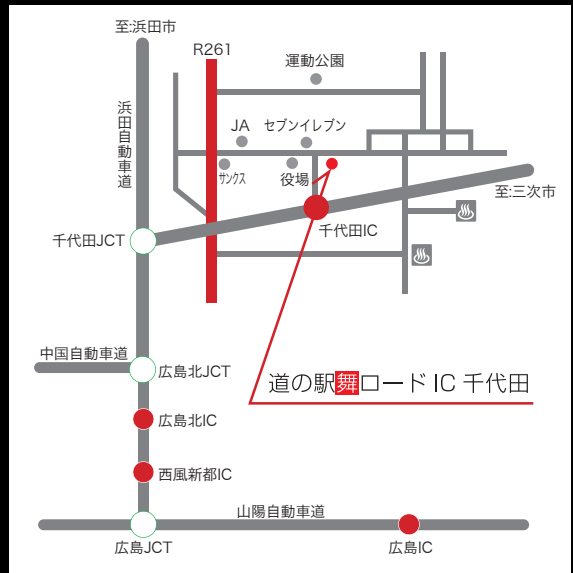 至:浜田市
R261
運動公園
浜田自動車道
JA
セブンイレブン
サンクス
役場
至:三次市
千代田JCT
千代田IC
中国自動車道
広島北JCT
道の駅舞ロードIC千代田
広島北IC
西風新都IC
山陽自動車道
広島JCT
広島IC